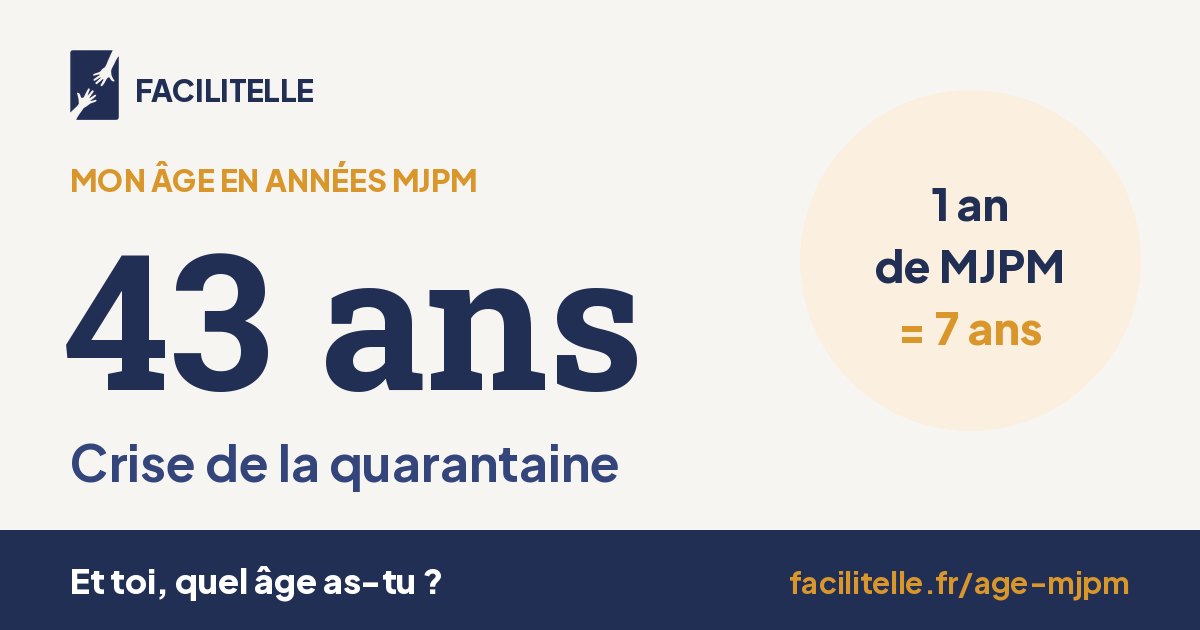 FACILITELLE
MON ÂGE EN ANNÉES MJPM
43 ans
Crise de la quarantaine
1 an
de MJPM
= 7 ans
Et toi, quel âge as-tu ?
facilitelle.fr/age-mjpm